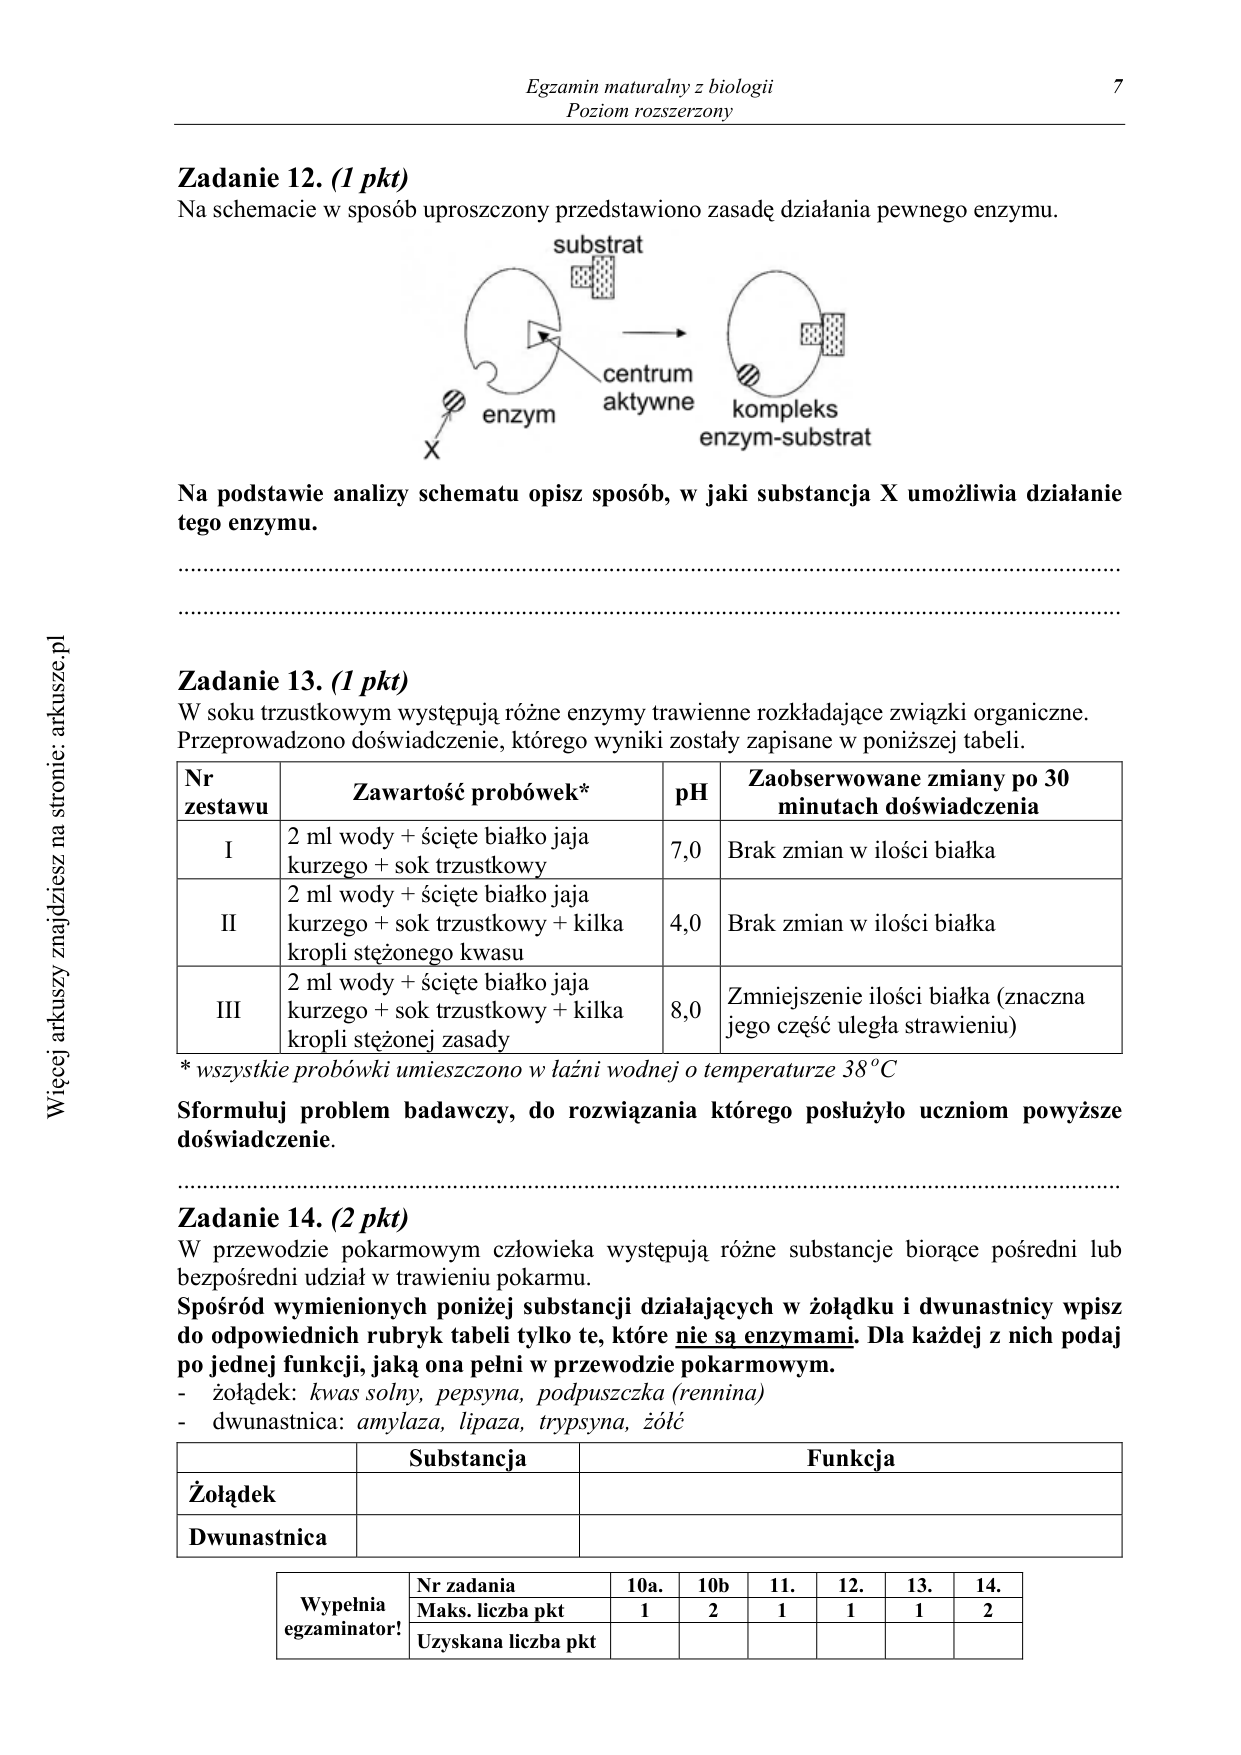 Egzamin maturalny z biologii
Poziom rozszerzony
7
Zadanie 12. (1 pkt)
Na schemacie w sposób uproszczony przedstawiono zasadę działania pewnego enzymu.
substrat
centrum
aktywne
enzym
X
kompleks
enzym-substrat
Na podstawie analizy schematu opisz sposób, w jaki substancja X umożliwia działanie
tego enzymu.
Zadanie 13. (1 pkt)
W soku trzustkowym występują różne enzymy trawienne rozkładające związki organiczne.
Przeprowadzono doświadczenie, którego wyniki zostały zapisane w poniższej tabeli.
Nr
zestawu
Zawartość probówek*
pH
Zaobserwowane zmiany po 30
minutach doświadczenia
I
2 ml wody + ścięte białko jaja
kurzego + sok trzustkowy
7,0
Brak zmian w ilości białka
II
2 ml wody + ścięte białko jaja
kurzego + sok trzustkowy + kilka
kropli stężonego kwasu
4,0
Brak zmian w ilości białka
III
2 ml wody + ścięte białko jaja
kurzego + sok trzustkowy + kilka
kropli stężonej zasady
8,0
Zmniejszenie ilości białka (znaczna
jego część uległa strawieniu)
* wszystkie probówki umieszczono w łaźni wodnej o temperaturze 38°C
Sformułuj problem badawczy, do rozwiązania którego posłużyło uczniom powyższe
doświadczenie.
Zadanie 14. (2 pkt)
W przewodzie pokarmowym człowieka występują różne substancje biorące pośredni lub
bezpośredni udział w trawieniu pokarmu.
Spośród wymienionych poniżej substancji działających w żołądku i dwunastnicy wpisz
do odpowiednich rubryk tabeli tylko te, które nie są enzymami. Dla każdej z nich podaj
po jednej funkcji, jaką ona pełni w przewodzie pokarmowym.
- żołądek: kwas solny, pepsyna, podpuszczka (rennina)
- dwunastnica: amylaza, lipaza, trypsyna, żółć
Substancja
Funkcja
Żołądek
Dwunastnica
Wypełnia
egzaminator!
Nr zadania 10a. 10b 11. 12. 13. 14.
Maks. liczba pkt 1 2 1 1 1 2
Uzyskana liczba pkt
Więcej arkuszy znajdziesz na stronie: arkusze.pl